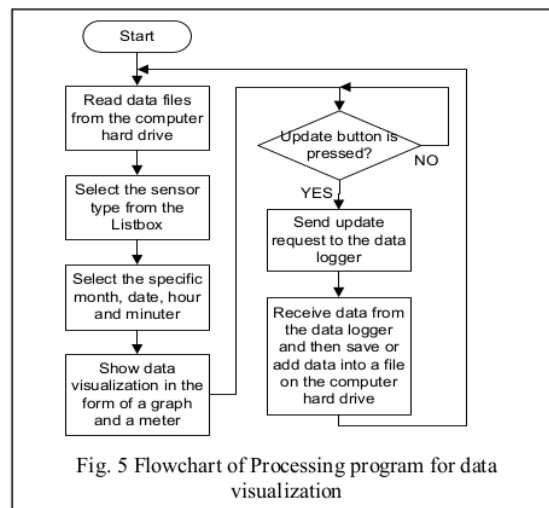 Start
Read data files
from the computer
hard drive
Select the sensor
type from the
Listbox
Select the specific
month, date, hour
and minuter
Show data
visualization in the
form of a graph
and a meter
Update button is
pressed?
NO
YES
Send update
request to the data
logger
Receive data from
the data logger
and then save or
add data into a file
on the computer
hard drive
Fig. 5 Flowchart of Processing program for data
visualization